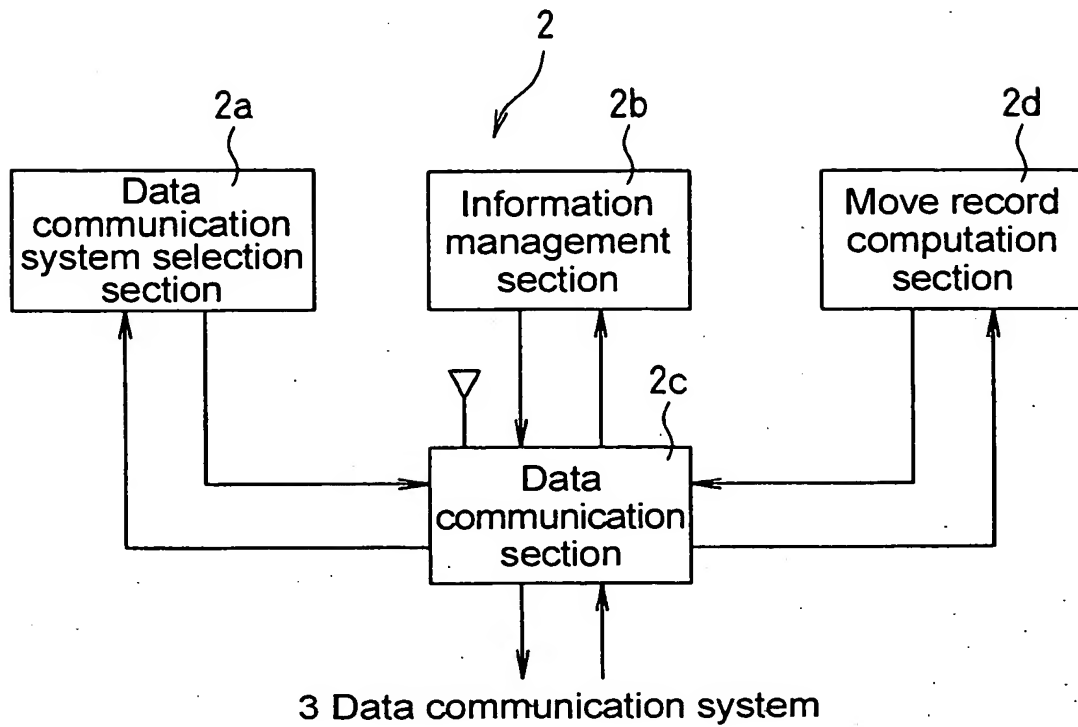 2
2a
2b
2d
Data
communication
system selection
section
Information
management
section
Move record
computation
section
2c
Data
communication
section
3 Data communication system